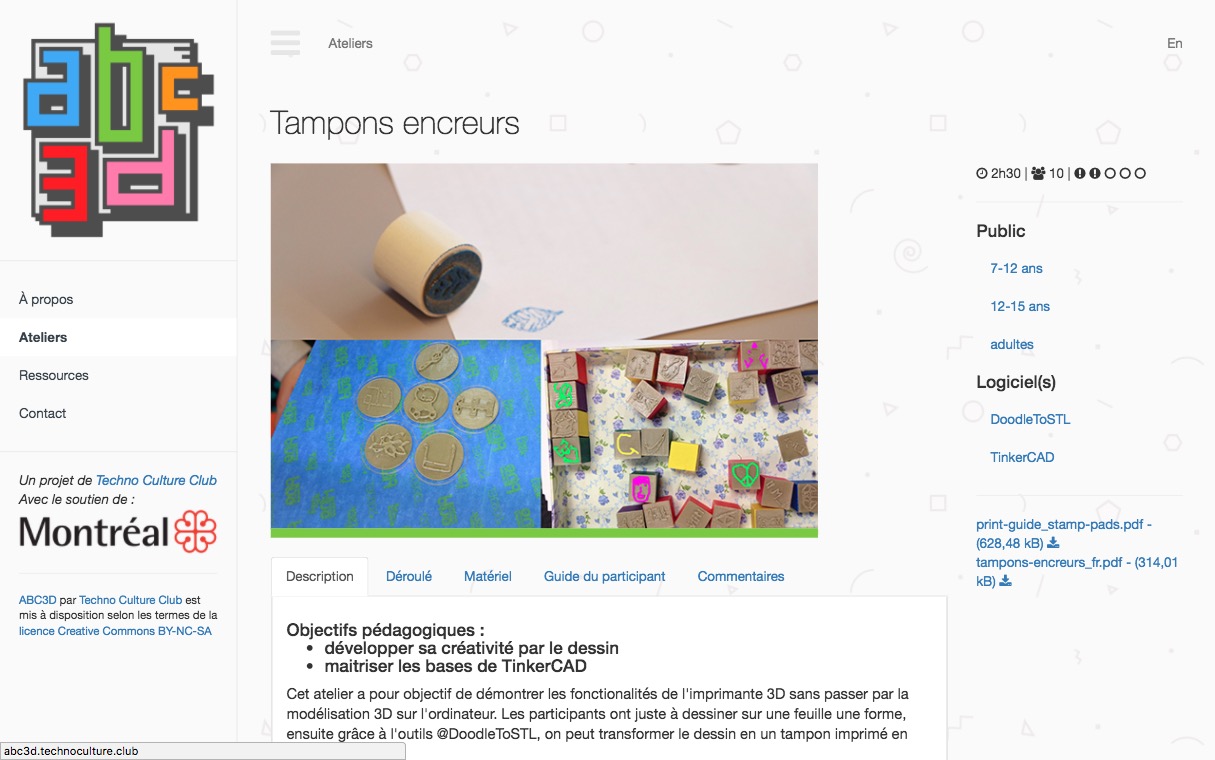 abc
3d
À propos
Ateliers
Ressources
Contact
Un projet de Techno Culture Club
Avec le soutien de :
Montréal
ABC3D par Techno Culture Club est
mis à disposition selon les termes de la
licence Creative Commons BY-NC-SA
Ateliers
En
Tampons encreurs
Description
Déroulé
Matériel
Guide du participant
Commentaires
Objectifs pédagogiques :
• développer sa créativité par le dessin
• maitriser les bases de TinkerCAD
Cet atelier a pour objectif de démontrer les fonctionalités de l'imprimante 3D sans passer par la
modélisation 3D sur l'ordinateur. Les participants ont juste à dessiner sur une feuille une forme,
ensuite grâce à l'outils @DoodleToSTL, on peut transformer le dessin en un tampon imprimé en
2h30 | 10 |
Public
7-12 ans
12-15 ans
adultes
Logiciel(s)
DoodleToSTL
TinkerCAD
print-guide_stamp-pads.pdf -
(628,48 kB)
tampons-encreurs_fr.pdf - (314,01
kB)
abc3d.technoculture.club